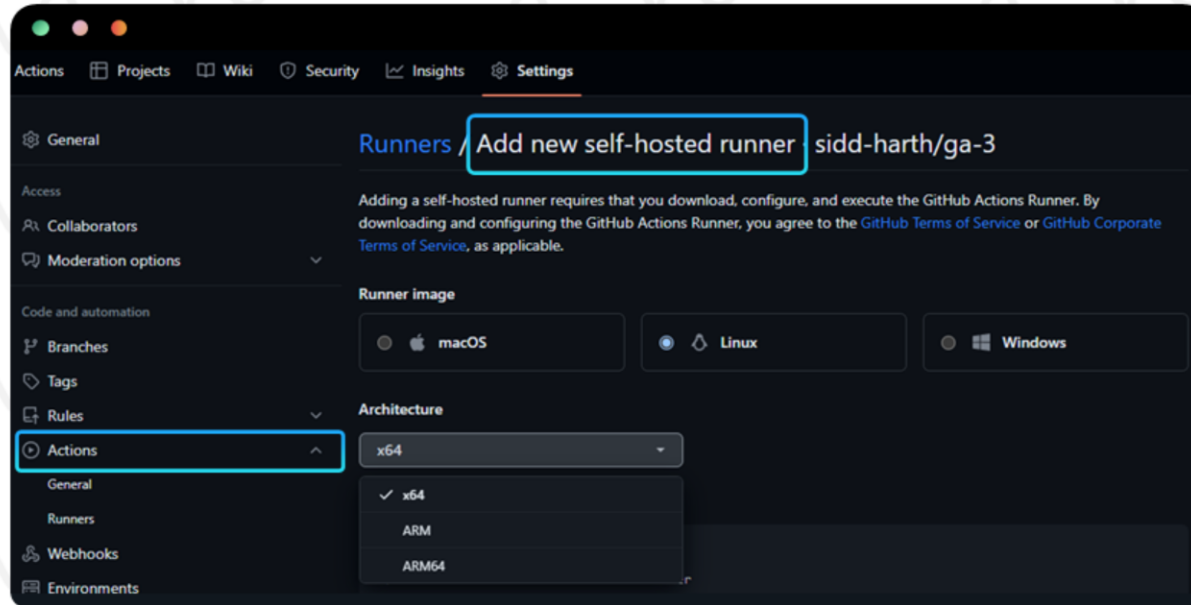 Actions Projects Wiki Security Insights Settings
General
Access
Collaborators
Moderation options
Code and automation
Branches
Tags
Rules
Actions
General
Runners
Webhooks
Environments
Runners / Add new self-hosted runner · sidd-harth/ga-3
Adding a self-hosted runner requires that you download, configure, and execute the GitHub Actions Runner. By
downloading and configuring the GitHub Actions Runner, you agree to the GitHub Terms of Service or GitHub Corporate
Terms of Service, as applicable.
Runner image
macOS Linux Windows
Architecture
x64
x64
ARM
ARM64